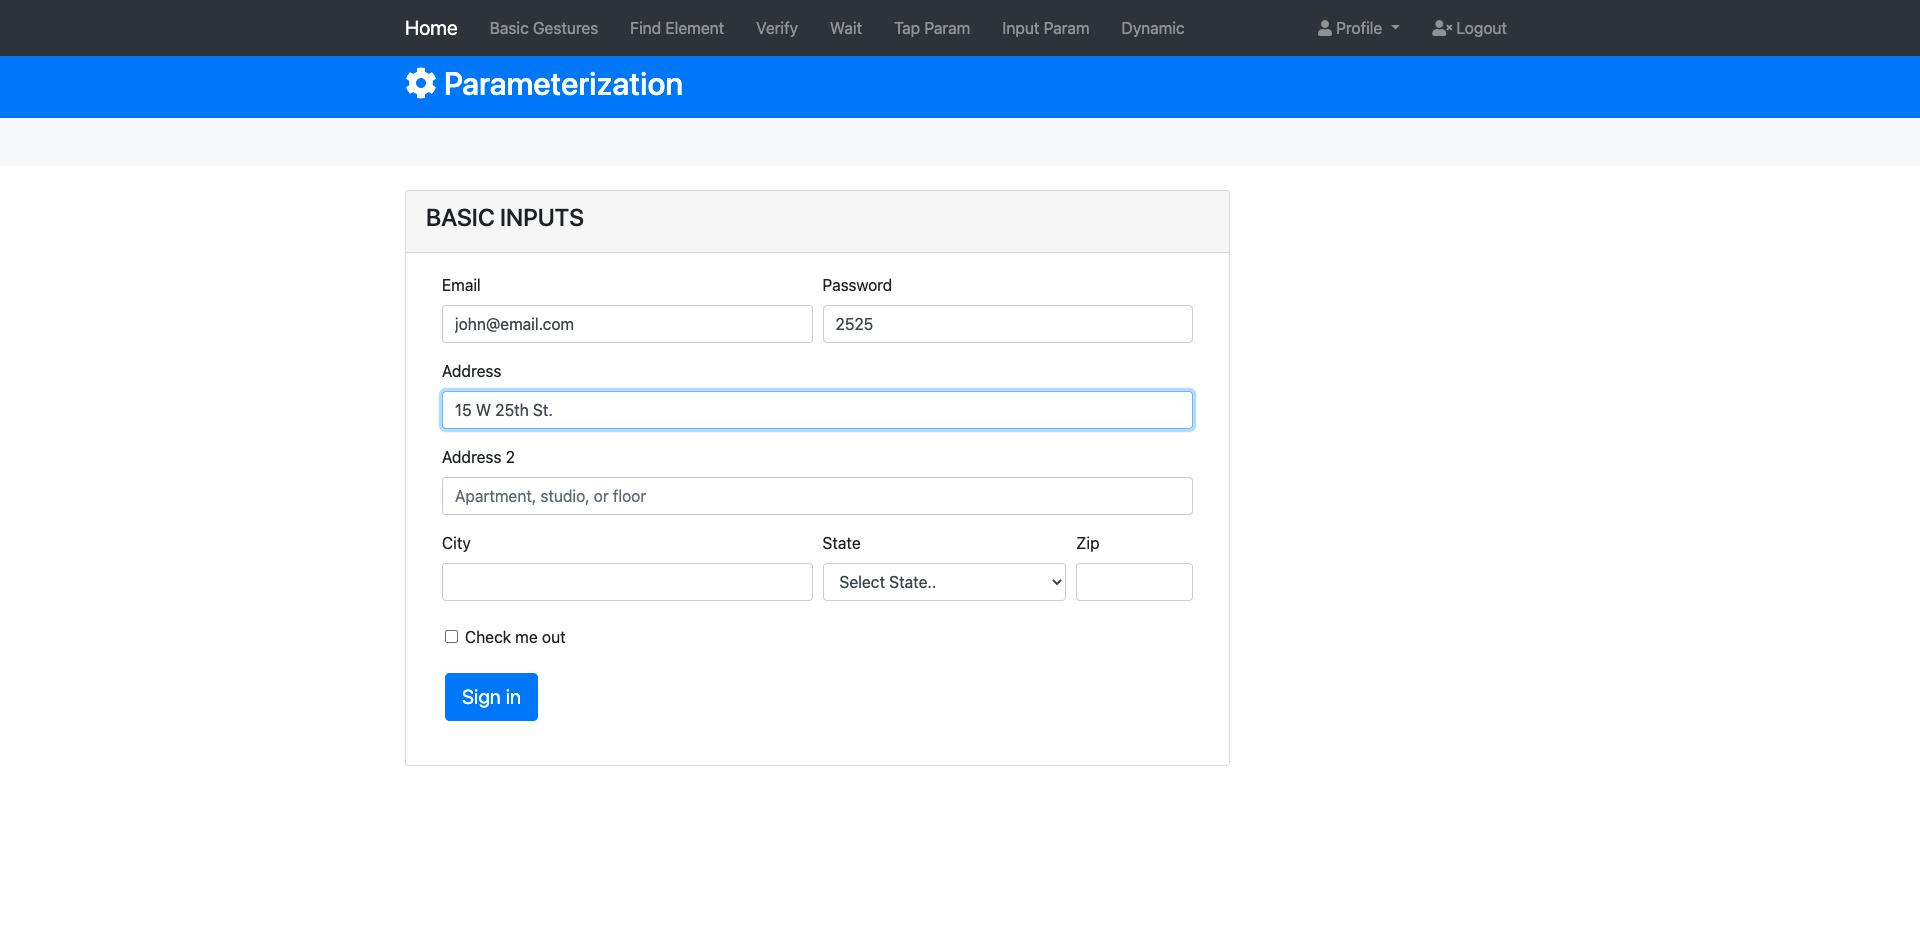 Home Basic Gestures Find Element Verify Wait Tap Param Input Param Dynamic Profile Logout
Parameterization
BASIC INPUTS
Email Password
john@email.com 2525
Address
15 W 25th St.
Address 2
Apartment, studio, or floor
City State Zip
Select State..
Check me out
Sign in